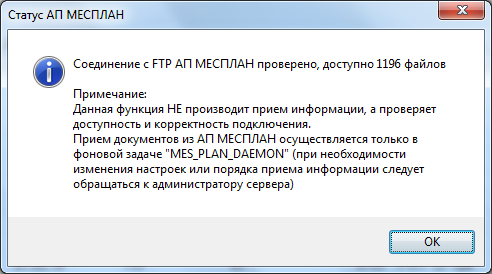 Статус АП МЕСПЛАН
Соединение с FTP АП МЕСПЛАН проверено, доступно 1196 файлов
Примечание:
Данная функция НЕ производит прием информации, а проверяет
доступность и корректность подключения.
Прием документов из АП МЕСПЛАН осуществляется только в
фоновой задаче "MES_PLAN_DAEMON" (при необходимости
изменения настроек или порядка приема информации следует
обращаться к администратору сервера)
OK